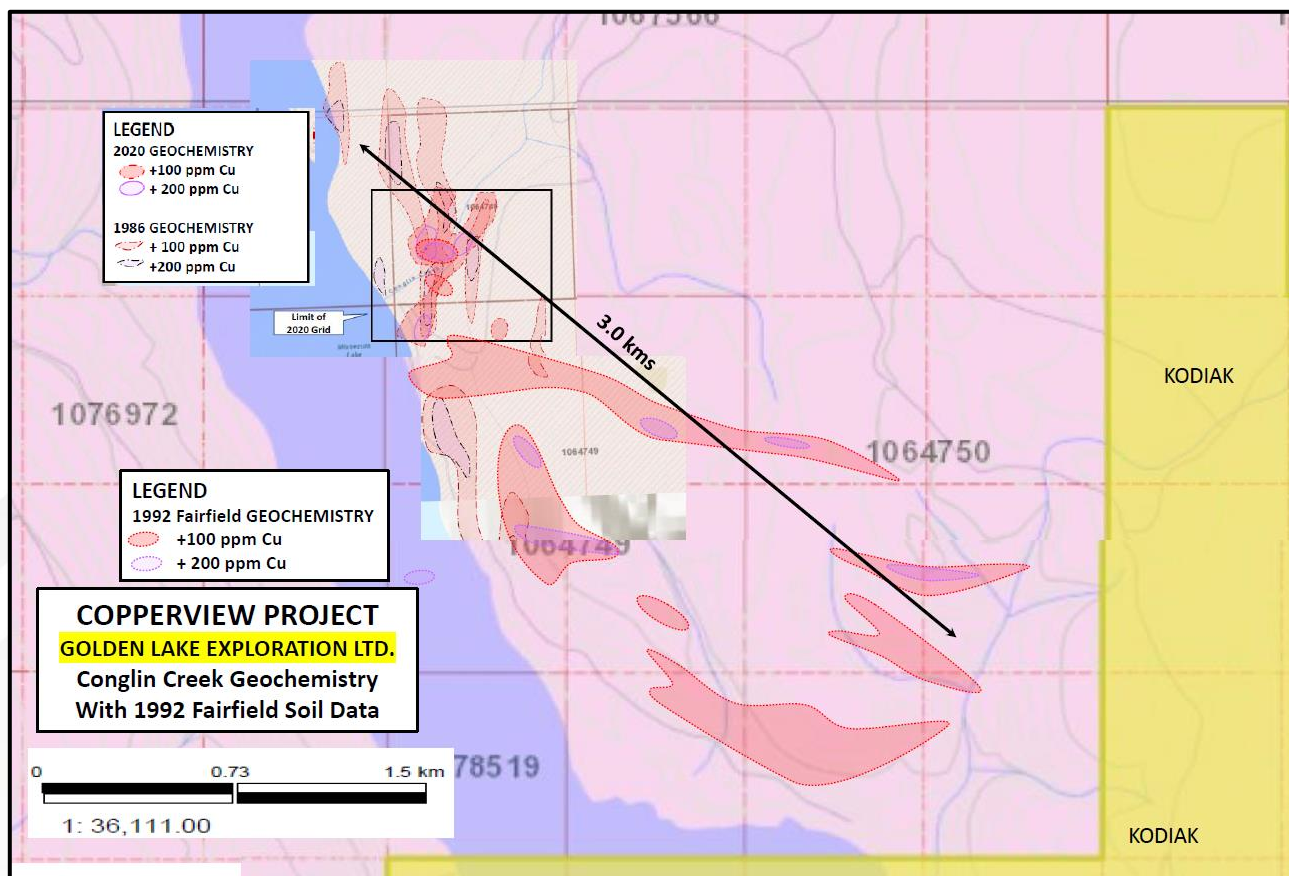 LEGEND
2020 GEOCHEMISTRY
+100 ppm Cu
+ 200 ppm Cu
1986 GEOCHEMISTRY
+ 100 ppm Cu
+200 ppm Cu
Limit of
2020 Grid
Lake
3.0 kms
KODIAK
1076972
1064750
1064749
LEGEND
1992 Fairfield GEOCHEMISTRY
+100 ppm Cu
+ 200 ppm Cu
1064749
COPPERVIEW PROJECT
GOLDEN LAKE EXPLORATION LTD.
Conglin Creek Geochemistry
With 1992 Fairfield Soil Data
78519
0 0.73 1.5 km
1: 36,111.00
KODIAK